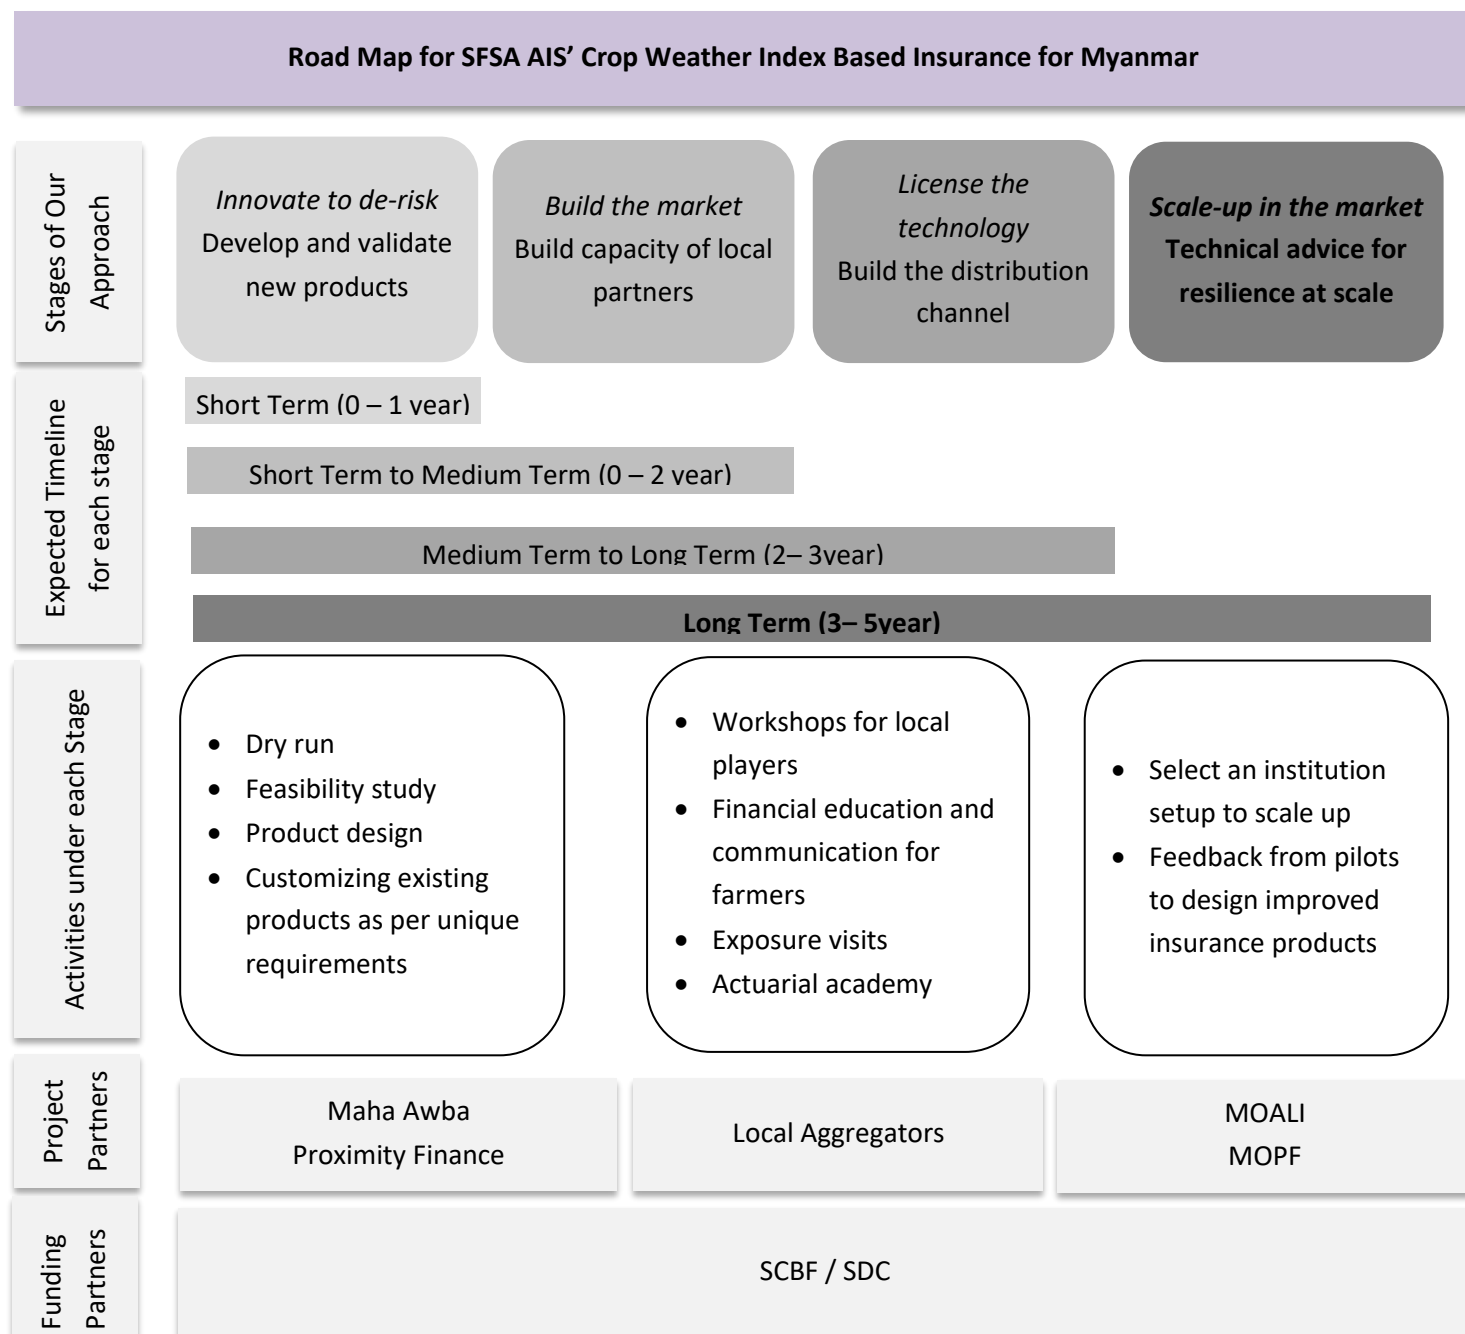 Road Map for SFSA AIS’ Crop Weather Index Based Insurance for Myanmar
Stages of Our
Approach
Innovate to de-risk
Develop and validate
new products
Build the market
Build capacity of local
partners
License the
technology
Build the distribution
channel
Scale-up in the market
Technical advice for
resilience at scale
Expected Timeline
for each stage
Short Term (0 – 1 year)
Short Term to Medium Term (0 – 2 year)
Medium Term to Long Term (2– 3year)
Long Term (3– 5year)
Activities under each Stage
• Dry run
• Feasibility study
• Product design
• Customizing existing
products as per unique
requirements
• Workshops for local
players
• Financial education and
communication for
farmers
• Exposure visits
• Actuarial academy
• Select an institution
setup to scale up
• Feedback from pilots
to design improved
insurance products
Project
Partners
Maha Awba
Proximity Finance
Local Aggregators
MOALI
MOPF
Funding
Partners
SCBF / SDC